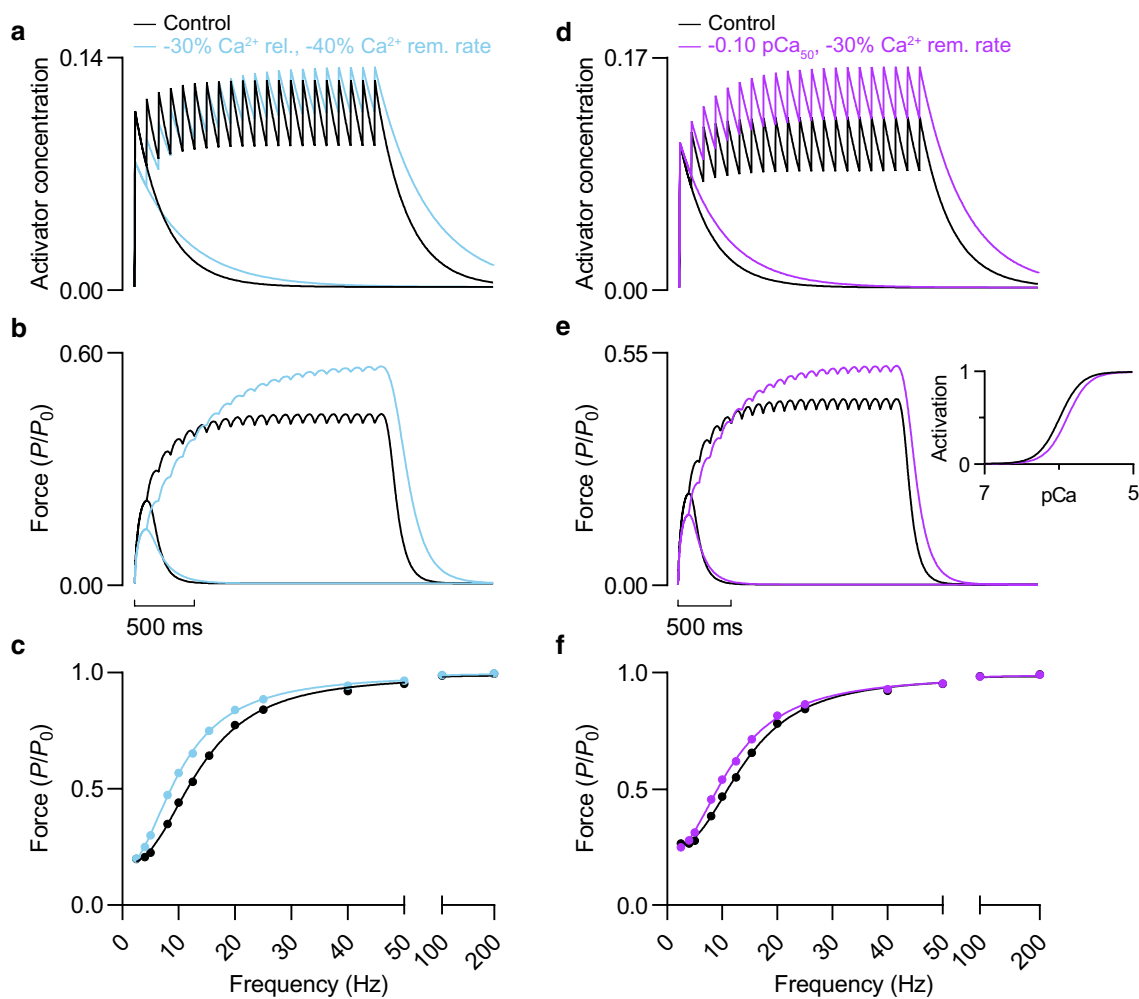 a
Control
-30% Ca²⁺ rel., -40% Ca²⁺ rem. rate
0.14
0.00
Activator concentration
b
0.60
0.00
Force (P/P₀)
500 ms
c
1.0
0.5
0.0
Force (P/P₀)
0 10 20 30 40 50 100 200
Frequency (Hz)
d
Control
-0.10 pCa₅₀, -30% Ca²⁺ rem. rate
0.17
0.00
Activator concentration
e
0.55
0.00
Force (P/P₀)
500 ms
1
0
Activation
7 5
pCa
f
1.0
0.5
0.0
Force (P/P₀)
0 10 20 30 40 50 100 200
Frequency (Hz)